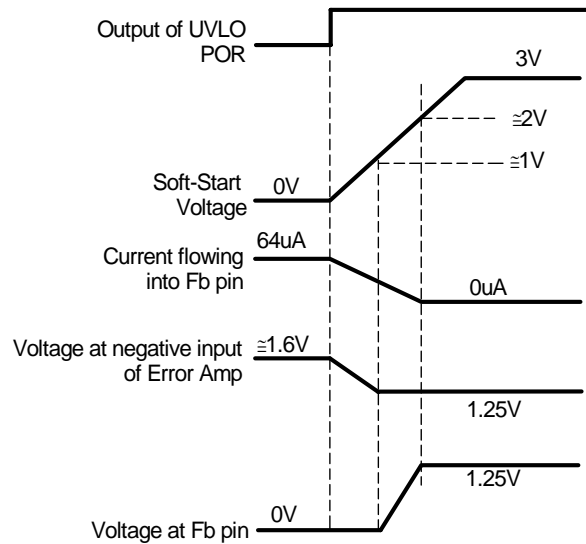 Output of UVLO
POR
3V
≅2V
≅1V
Soft-Start
Voltage
0V
64uA
Current flowing
into Fb pin
0uA
Voltage at negative input
of Error Amp
≅1.6V
1.25V
1.25V
Voltage at Fb pin
0V